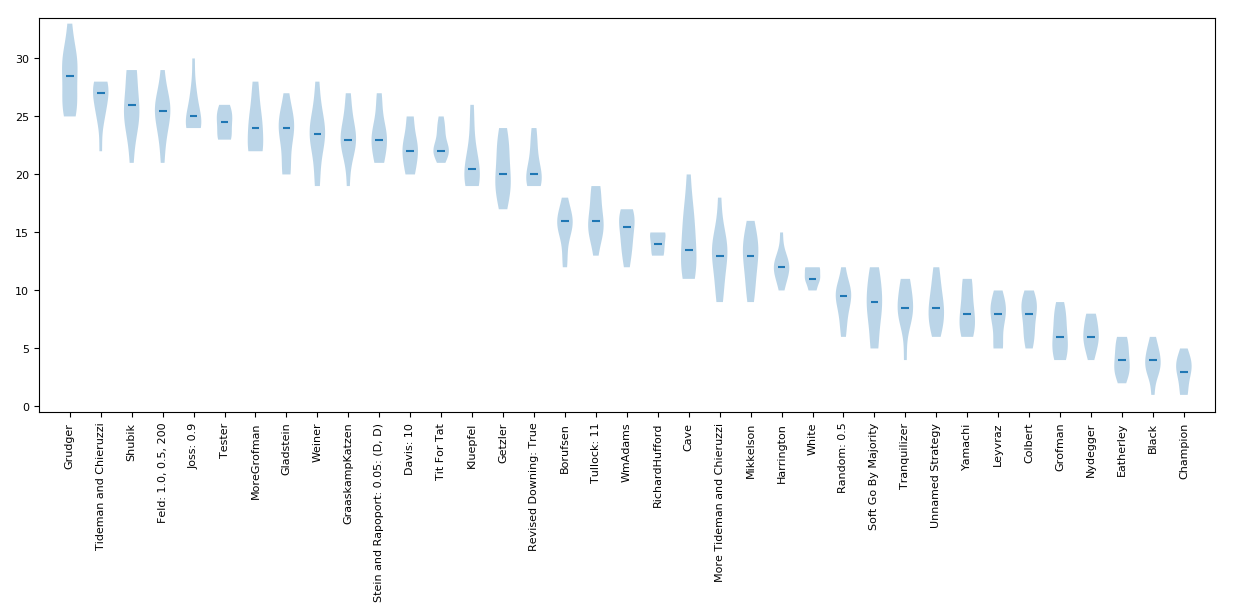 30
25
20
15
10
5
0
Grudger
Tideman and Chieruzzi
Shubik
Feld: 1.0, 0.5, 200
Joss: 0.9
Tester
MoreGrofman
Gladstein
Weiner
GraaskampKatzen
Stein and Rapoport: 0.05: (D, D)
Davis: 10
Tit For Tat
Kluepfel
Getzler
Revised Downing: True
Borufsen
Tullock: 11
WmAdams
RichardHufford
Cave
More Tideman and Chieruzzi
Mikkelson
Harrington
White
Random: 0.5
Soft Go By Majority
Tranquilizer
Unnamed Strategy
Yamachi
Leyvraz
Colbert
Grofman
Nydegger
Eatherley
Black
Champion